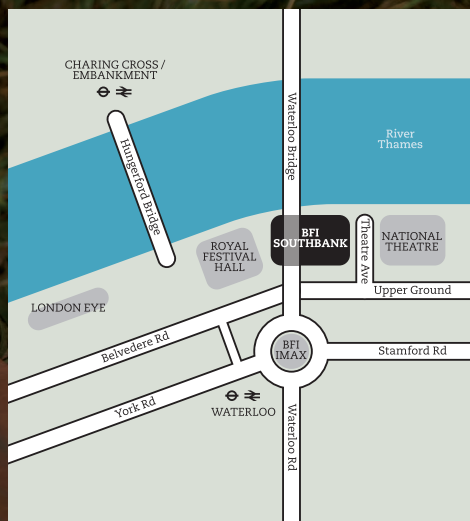 CHARING CROSS /
EMBANKMENT
Waterloo Bridge
River
Thames
Hungerford Bridge
BFI
SOUTHBANK
Theatre Ave
NATIONAL
THEATRE
ROYAL
FESTIVAL
HALL
Upper Ground
LONDON EYE
Belvedere Rd
BFI
IMAX
Stamford Rd
York Rd
WATERLOO
Waterloo Rd